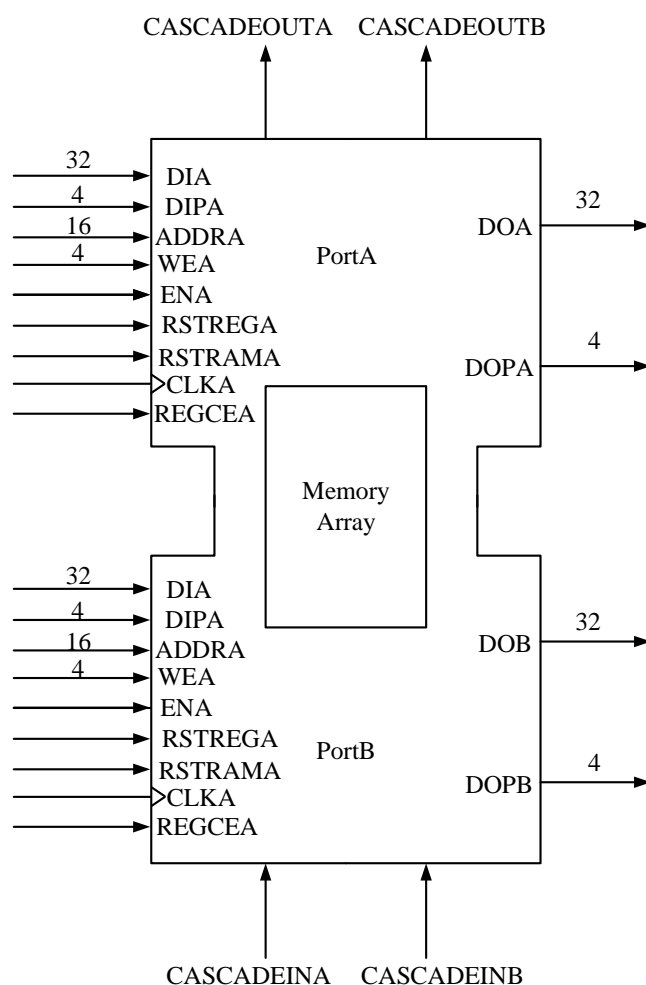 CASCADEOUTA CASCADEOUTB
32
DIA
4
DIPA
16
ADDRA
4
WEA
ENA
RSTREGA
RSTRAMA
CLKA
REGCEA
PortA
DOA
32
DOPA
4
Memory
Array
32
DIA
4
DIPA
16
ADDRA
4
WEA
ENA
RSTREGA
RSTRAMA
CLKA
REGCEA
PortB
DOB
32
DOPB
4
CASCADEINA CASCADEINB